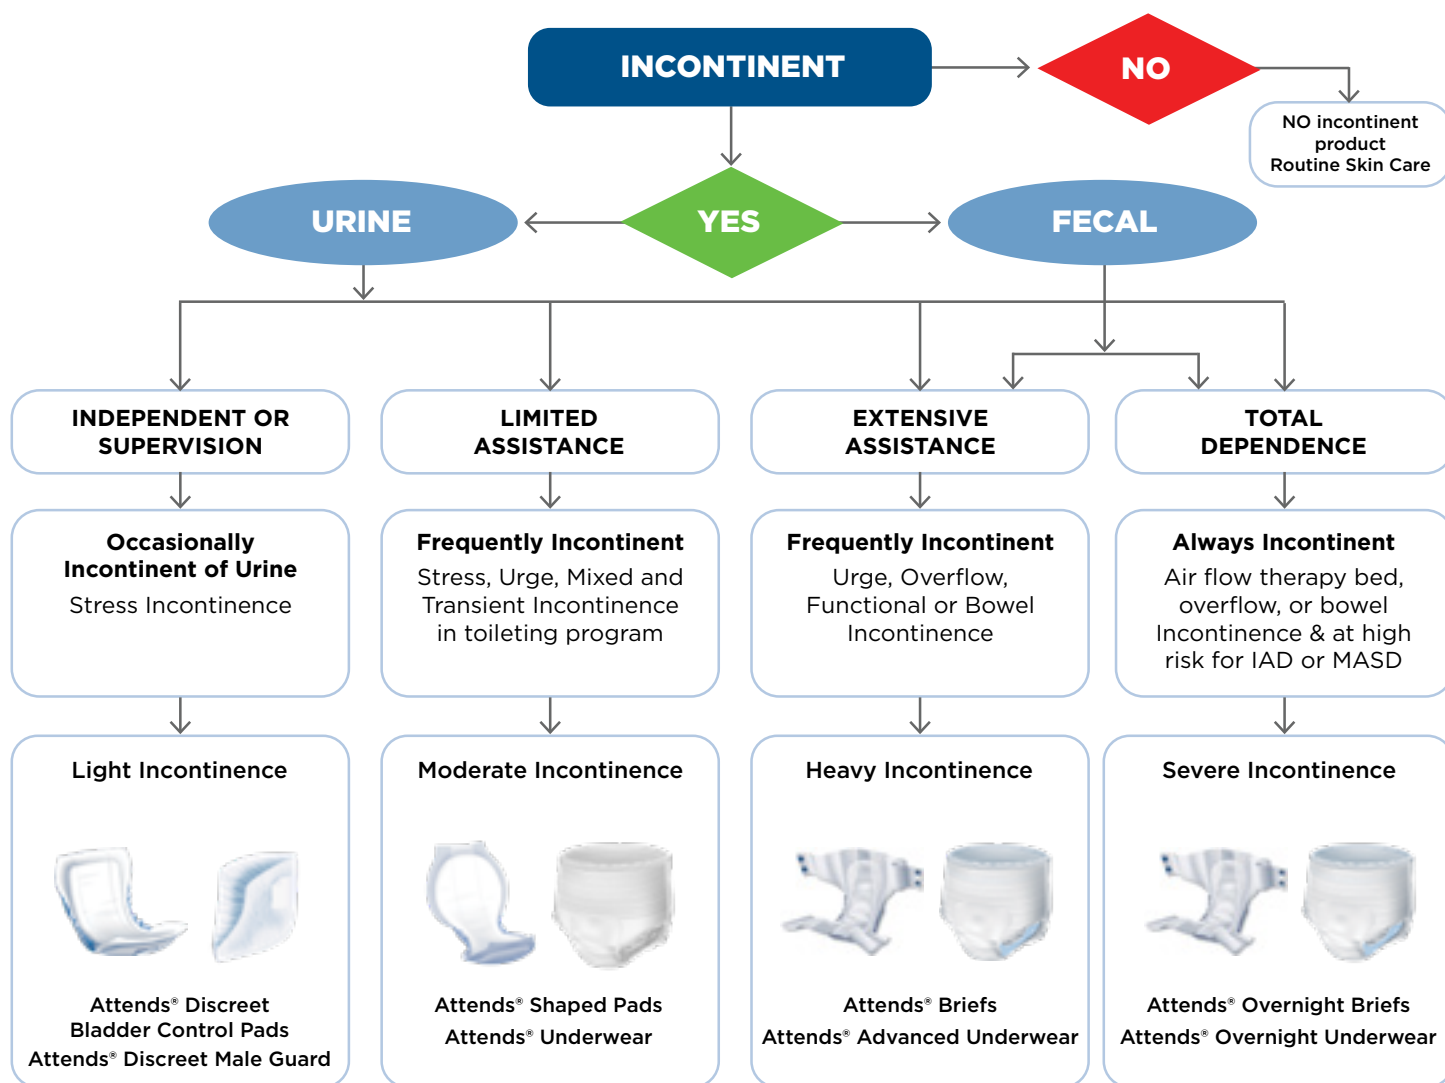 INCONTINENT
NO
NO incontinent
product
Routine Skin Care
URINE
YES
FECAL
INDEPENDENT OR
SUPERVISION
LIMITED
ASSISTANCE
EXTENSIVE
ASSISTANCE
TOTAL
DEPENDENCE
Occasionally
Incontinent of Urine
Stress Incontinence
Frequently Incontinent
Stress, Urge, Mixed and
Transient Incontinence
in toileting program
Frequently Incontinent
Urge, Overflow,
Functional or Bowel
Incontinence
Always Incontinent
Air flow therapy bed,
overflow, or bowel
Incontinence & at high
risk for IAD or MASD
Light Incontinence
Attends® Discreet
Bladder Control Pads
Attends® Discreet Male Guard
Moderate Incontinence
Attends® Shaped Pads
Attends® Underwear
Heavy Incontinence
Attends® Briefs
Attends® Advanced Underwear
Severe Incontinence
Attends® Overnight Briefs
Attends® Overnight Underwear